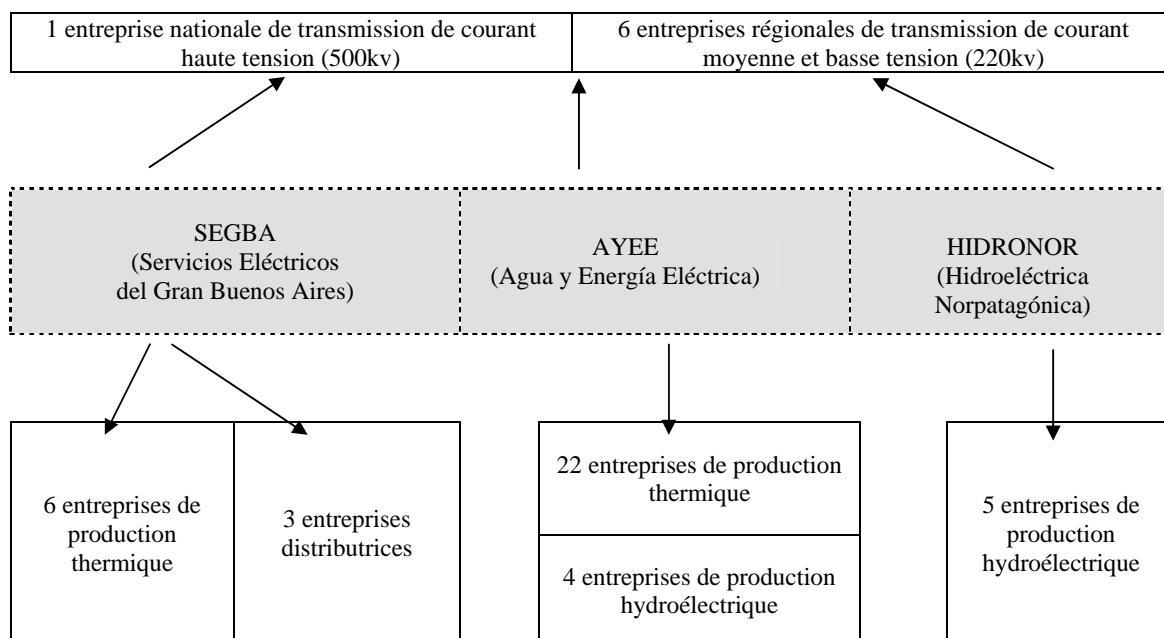 1 entreprise nationale de transmission de courant
haute tension (500kv)
6 entreprises régionales de transmission de courant
moyenne et basse tension (220kv)
SEGBA
(Servicios Eléctricos
del Gran Buenos Aires)
AYEE
(Agua y Energía Eléctrica)
HIDRONOR
(Hidroeléctrica
Norpatagónica)
6 entreprises de
production
thermique
3 entreprises
distributrices
22 entreprises de production
thermique
4 entreprises de production
hydroélectrique
5 entreprises de
production
hydroélectrique